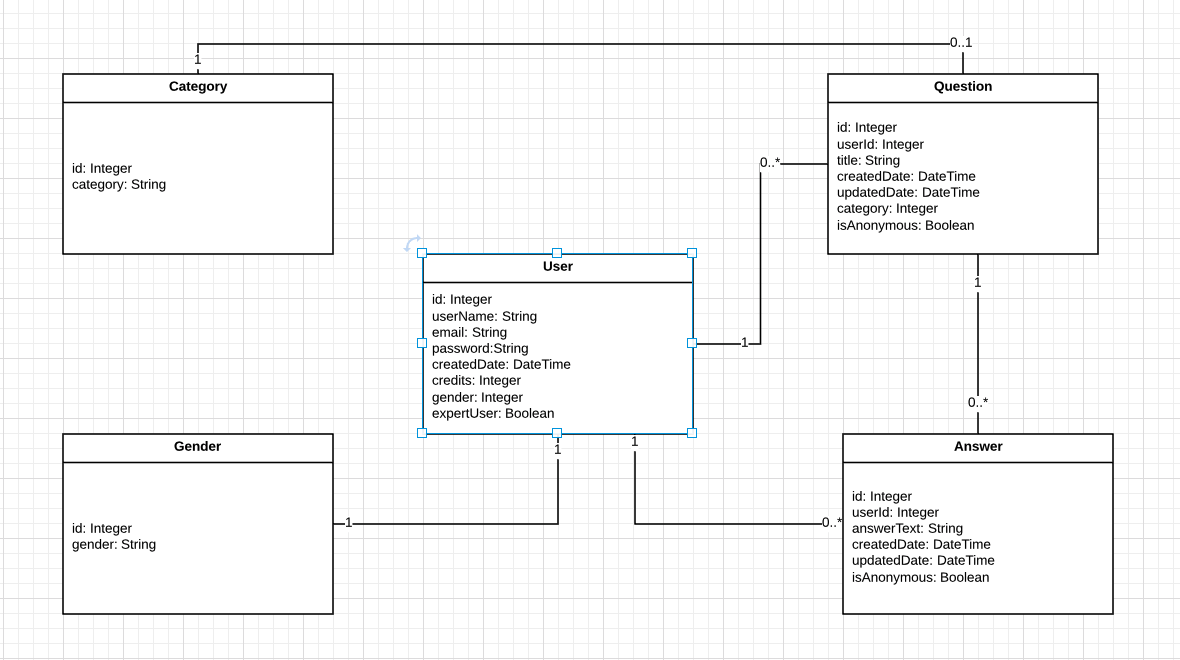 0..1
1
Category
id: Integer
category: String
Question
id: Integer
userId: Integer
title: String
createdDate: DateTime
updatedDate: DateTime
category: Integer
isAnonymous: Boolean
0..*
1
User
id: Integer
userName: String
email: String
password:String
createdDate: DateTime
credits: Integer
gender: Integer
expertUser: Boolean
1
1
0..*
1
1
0..*
Gender
id: Integer
gender: String
Answer
id: Integer
userId: Integer
answerText: String
createdDate: DateTime
updatedDate: DateTime
isAnonymous: Boolean